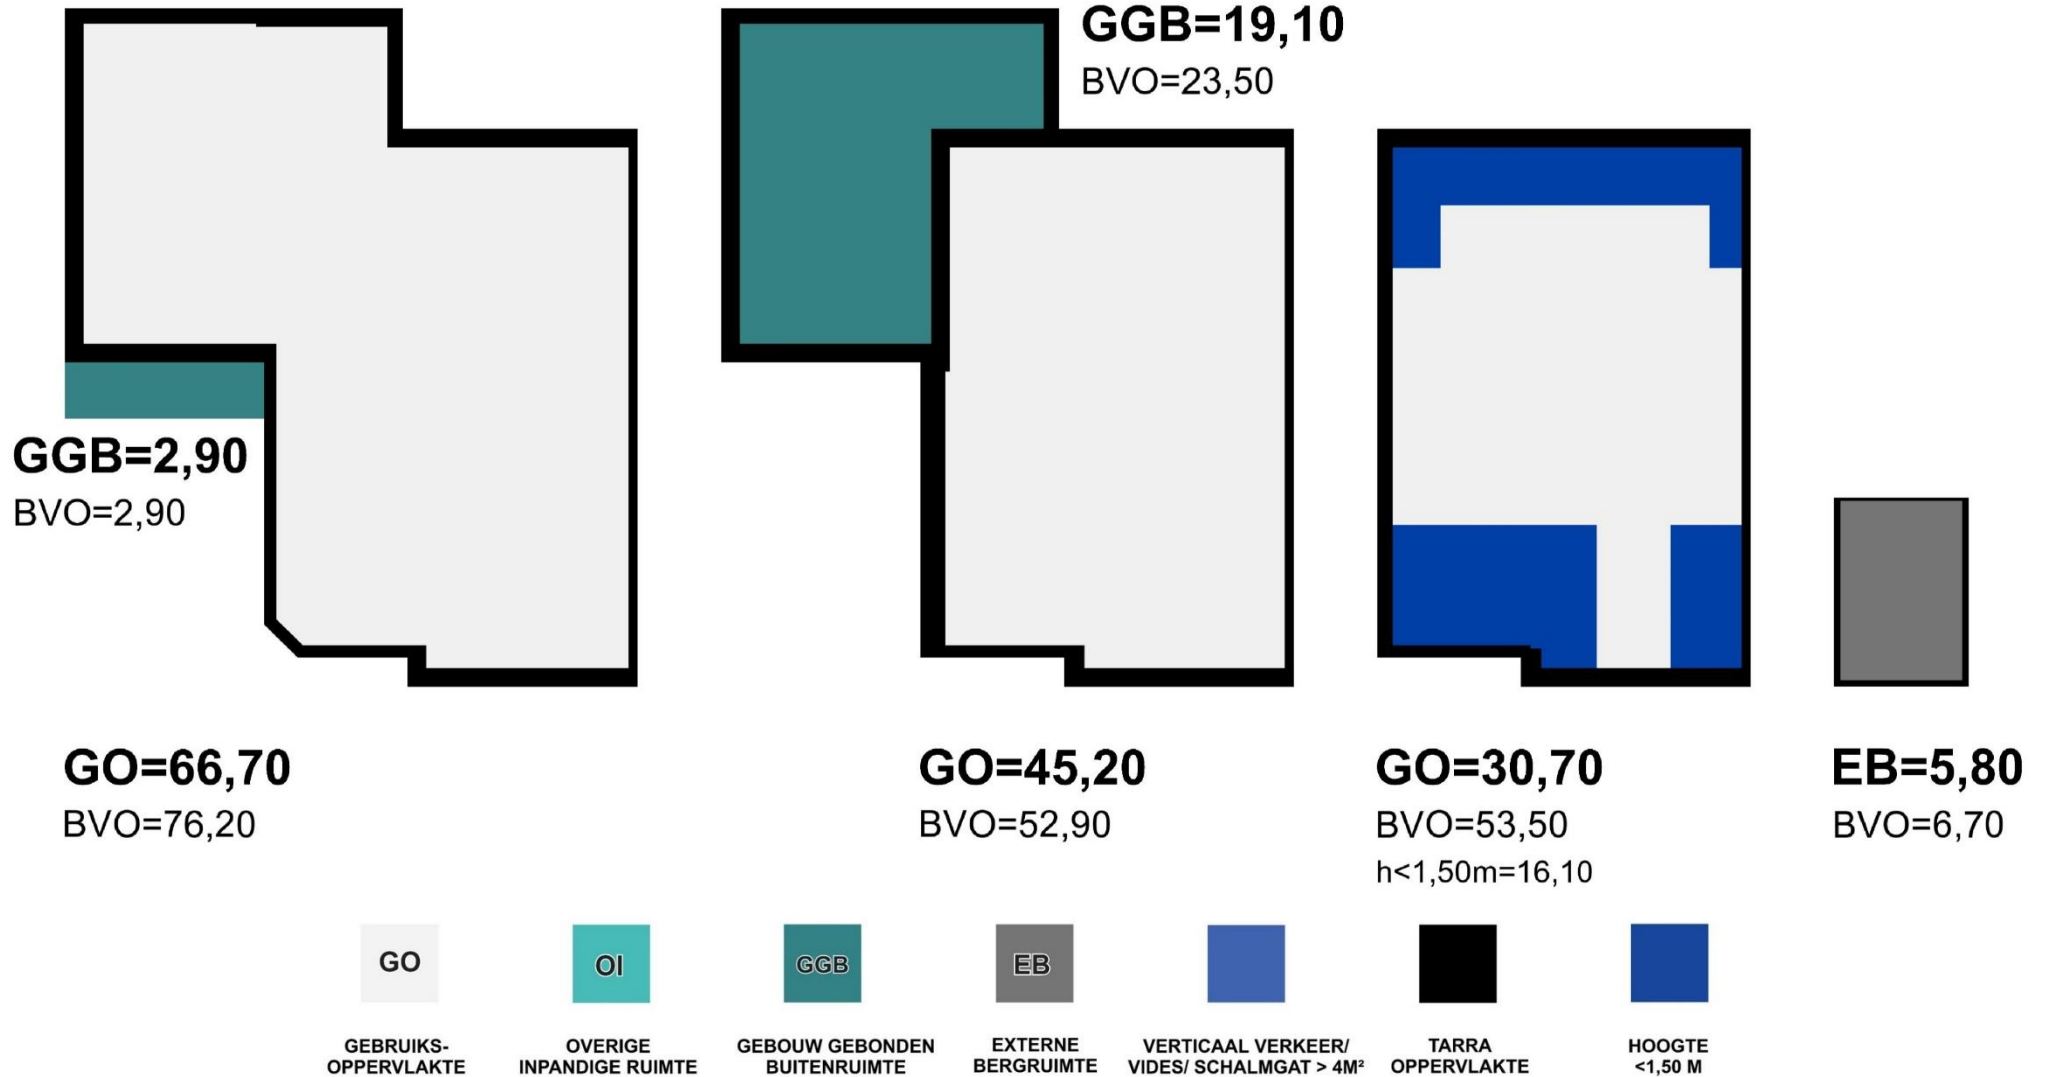 GGB=19,10
BVO=23,50
GGB=2,90
BVO=2,90
GO=66,70
BVO=76,20
GO=45,20
BVO=52,90
GO=30,70
BVO=53,50
h<1,50m=16,10
EB=5,80
BVO=6,70
GO
OI
GGB
EB
GEBRUIKS-
OPPERVLAKTE
OVERIGE
INPANDIGE RUIMTE
GEBOUW GEBONDEN
BUITENRUIMTE
EXTERNE
BERGRUIMTE
VERTICAAL VERKEER/
VIDES/ SCHALMGAT > 4M²
TARRA
OPPERVLAKTE
HOOGTE
<1,50 M